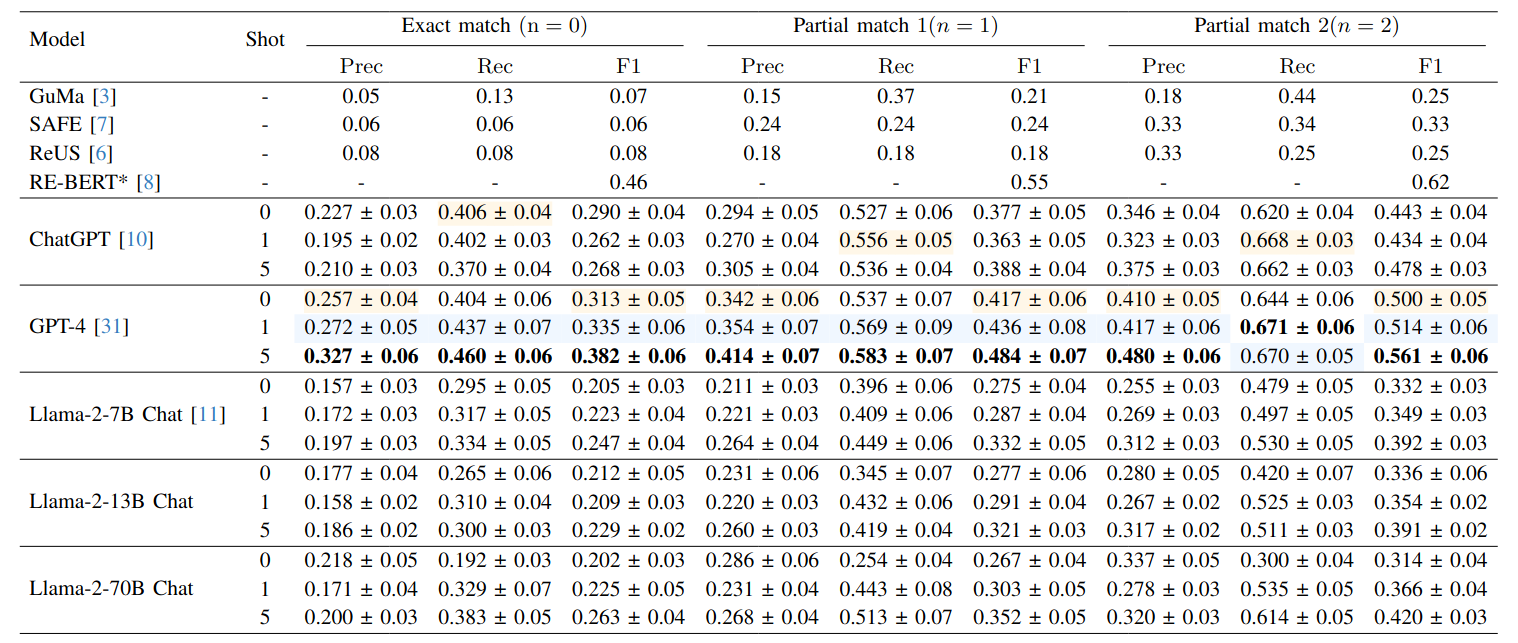 Model Shot Exact match (n = 0) Partial match 1(n = 1) Partial match 2(n = 2)
Prec Rec F1 Prec Rec F1 Prec Rec F1
GuMa [3] - 0.05 0.13 0.07 0.15 0.37 0.21 0.18 0.44 0.25
SAFE [7] - 0.06 0.06 0.06 0.24 0.24 0.24 0.33 0.34 0.33
ReUS [6] - 0.08 0.08 0.08 0.18 0.18 0.18 0.33 0.25 0.25
RE-BERT* [8] - - - 0.46 - - 0.55 - - 0.62
0 0.227 ± 0.03 0.406 ± 0.04 0.290 ± 0.04 0.294 ± 0.05 0.527 ± 0.06 0.377 ± 0.05 0.346 ± 0.04 0.620 ± 0.04 0.443 ± 0.04
ChatGPT [10] 1 0.195 ± 0.02 0.402 ± 0.03 0.262 ± 0.03 0.270 ± 0.04 0.556 ± 0.05 0.363 ± 0.05 0.323 ± 0.04 0.668 ± 0.03 0.434 ± 0.04
5 0.210 ± 0.03 0.370 ± 0.04 0.268 ± 0.03 0.305 ± 0.04 0.536 ± 0.04 0.388 ± 0.04 0.375 ± 0.04 0.662 ± 0.03 0.478 ± 0.03
0 0.257 ± 0.04 0.404 ± 0.06 0.313 ± 0.05 0.342 ± 0.06 0.537 ± 0.07 0.417 ± 0.06 0.410 ± 0.05 0.644 ± 0.06 0.500 ± 0.05
GPT-4 [31] 1 0.272 ± 0.05 0.437 ± 0.07 0.335 ± 0.06 0.354 ± 0.07 0.569 ± 0.09 0.436 ± 0.08 0.417 ± 0.06 0.671 ± 0.06 0.514 ± 0.06
5 0.327 ± 0.06 0.460 ± 0.06 0.382 ± 0.06 0.414 ± 0.07 0.583 ± 0.07 0.484 ± 0.07 0.480 ± 0.06 0.670 ± 0.05 0.561 ± 0.06
0 0.157 ± 0.03 0.295 ± 0.05 0.205 ± 0.03 0.211 ± 0.03 0.396 ± 0.06 0.275 ± 0.04 0.255 ± 0.03 0.479 ± 0.05 0.332 ± 0.03
Llama-2-7B Chat [11] 1 0.172 ± 0.03 0.317 ± 0.05 0.223 ± 0.04 0.221 ± 0.03 0.409 ± 0.06 0.287 ± 0.04 0.269 ± 0.03 0.497 ± 0.05 0.349 ± 0.03
5 0.197 ± 0.03 0.334 ± 0.05 0.247 ± 0.04 0.264 ± 0.04 0.449 ± 0.06 0.332 ± 0.05 0.312 ± 0.03 0.530 ± 0.05 0.392 ± 0.03
0 0.177 ± 0.04 0.265 ± 0.06 0.212 ± 0.05 0.231 ± 0.06 0.345 ± 0.07 0.277 ± 0.06 0.280 ± 0.05 0.420 ± 0.07 0.336 ± 0.06
Llama-2-13B Chat 1 0.158 ± 0.02 0.310 ± 0.04 0.209 ± 0.03 0.220 ± 0.03 0.432 ± 0.06 0.291 ± 0.04 0.267 ± 0.02 0.525 ± 0.03 0.354 ± 0.02
5 0.186 ± 0.02 0.300 ± 0.03 0.229 ± 0.02 0.260 ± 0.03 0.419 ± 0.04 0.321 ± 0.03 0.317 ± 0.02 0.511 ± 0.03 0.391 ± 0.02
0 0.218 ± 0.05 0.192 ± 0.03 0.202 ± 0.03 0.286 ± 0.06 0.254 ± 0.04 0.267 ± 0.04 0.337 ± 0.05 0.300 ± 0.04 0.314 ± 0.04
Llama-2-70B Chat 1 0.171 ± 0.04 0.329 ± 0.07 0.225 ± 0.05 0.231 ± 0.04 0.443 ± 0.08 0.303 ± 0.05 0.278 ± 0.03 0.535 ± 0.05 0.366 ± 0.04
5 0.200 ± 0.03 0.383 ± 0.05 0.263 ± 0.04 0.268 ± 0.04 0.513 ± 0.07 0.352 ± 0.05 0.320 ± 0.03 0.614 ± 0.05 0.420 ± 0.03